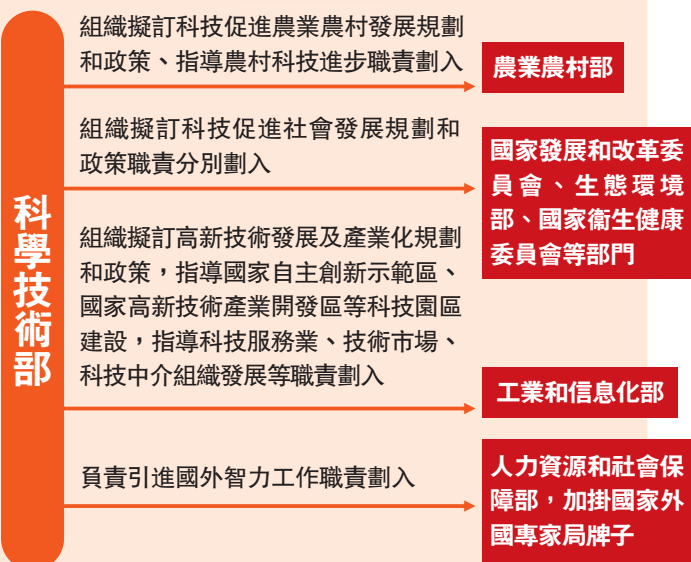 科學技術部
組織擬訂科技促進農業農村發展規劃
和政策、指導農村科技進步職責劃入
農業農村部
組織擬訂科技促進社會發展規劃和
政策職責分別劃入
國家發展和改革委
員會、生態環境
部、國家衞生健康
委員會等部門
組織擬訂高新技術發展及產業化規劃
和政策，指導國家自主創新示範區、
國家高新技術產業開發區等科技園區
建設，指導科技服務業、技術市場、
科技中介組織發展等職責劃入
工業和信息化部
負責引進國外智力工作職責劃入
人力資源和社會保
障部，加掛國家外
國專家局牌子